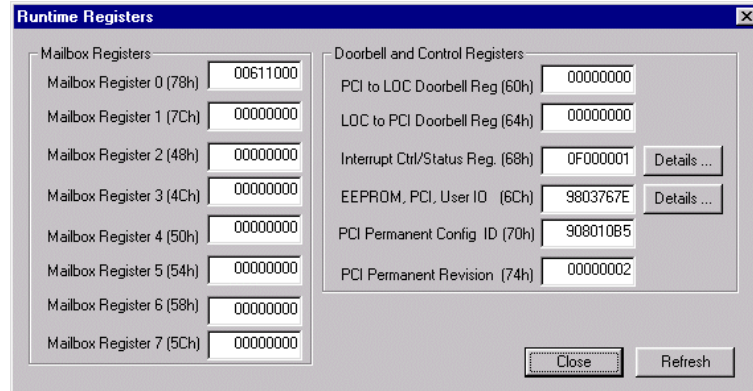 Runtime Registers
Mailbox Registers
Mailbox Register 0 (78h) 00611000
Mailbox Register 1 (7Ch) 00000000
Mailbox Register 2 (48h) 00000000
Mailbox Register 3 (4Ch) 00000000
Mailbox Register 4 (50h) 00000000
Mailbox Register 5 (54h) 00000000
Mailbox Register 6 (58h) 00000000
Mailbox Register 7 (5Ch) 00000000
Doorbell and Control Registers
PCI to LOC Doorbell Reg (60h) 00000000
LOC to PCI Doorbell Reg (64h) 00000000
Interrupt Ctrl/Status Reg. (68h) 0F000001 Details ...
EEPROM, PCI, User IO (6Ch) 9803767E Details ...
PCI Permanent Config ID (70h) 908010B5
PCI Permanent Revision (74h) 00000002
Close Refresh